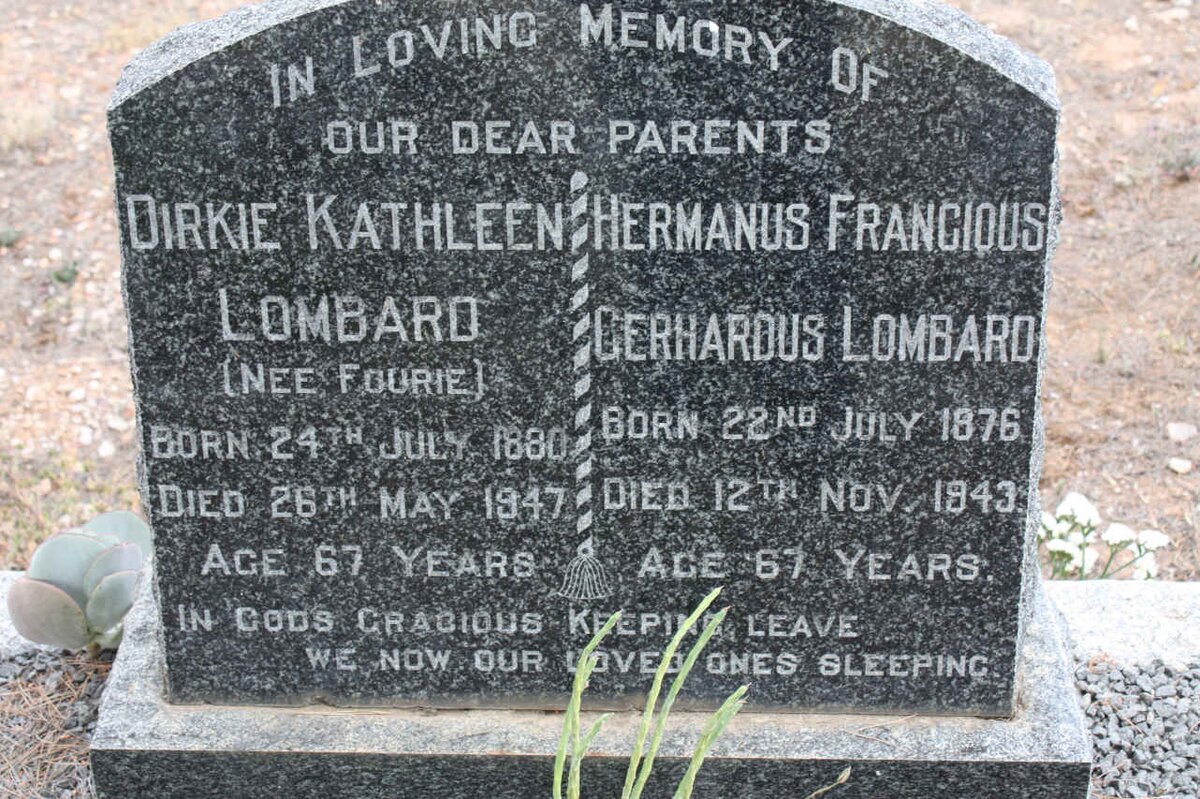 IN LOVING MEMORY OF
OUR DEAR PARENTS
DIRKIE KATHLEEN
LOMBARD
(NEE FOURIE)
BORN 24TH JULY 1880
DIED 26TH MAY 1947
AGE 67 YEARS
HERMANUS FRANCIOUS
GERHARDUS LOMBARD
BORN 22ND JULY 1876
DIED 12TH NOV, 1943.
AGE 67 YEARS.
IN GODS GRACIOUS KEEPING LEAVE
WE NOW OUR LOVED ONES SLEEPING